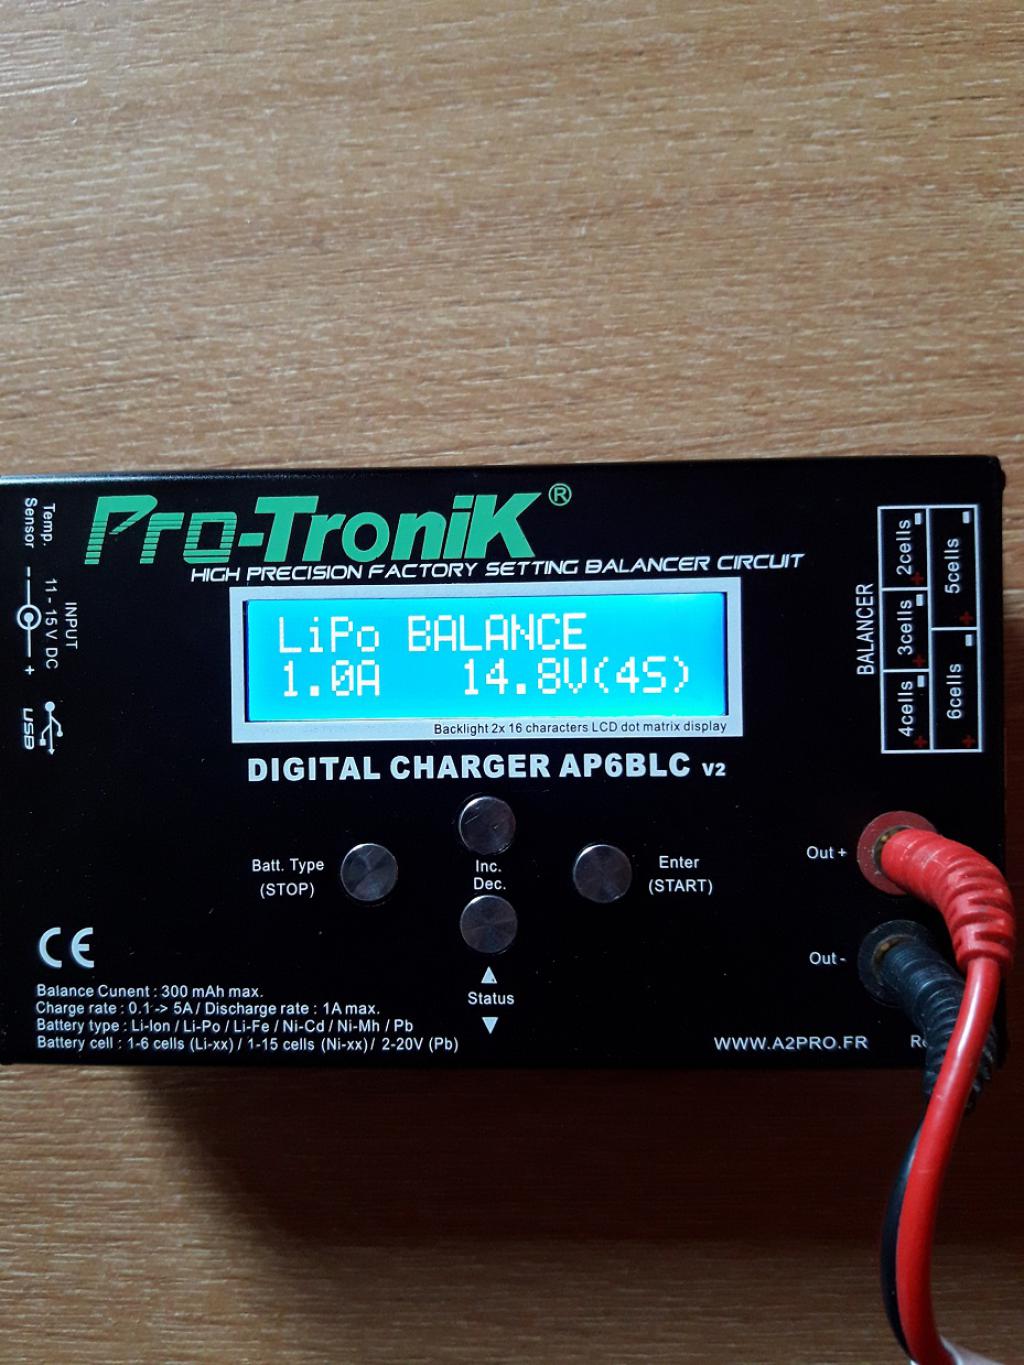 Pro-TroniK®
HIGH PRECISION FACTORY SETTING BALANCER CIRCUIT
Temp.
Sensor
INPUT
11 - 15 V DC
- +
USB
LiPo BALANCE
1.0A 14.8V(4S)
Backlight 2x 16 characters LCD dot matrix display
DIGITAL CHARGER AP6BLC V2
BALANCER
2cells
3cells
4cells
5cells
6cells
Batt. Type
(STOP)
Inc.
Dec.
Enter
(START)
Status
Out +
Out -
CE
Balance Cunent : 300 mAh max.
Charge rate : 0.1 -> 5A / Discharge rate : 1A max.
Battery type : Li-Ion / Li-Po / Li-Fe / Ni-Cd / Ni-Mh / Pb
Battery cell : 1-6 cells (Li-xx) / 1-15 cells (Ni-xx) / 2-20V (Pb)
WWW.A2PRO.FR